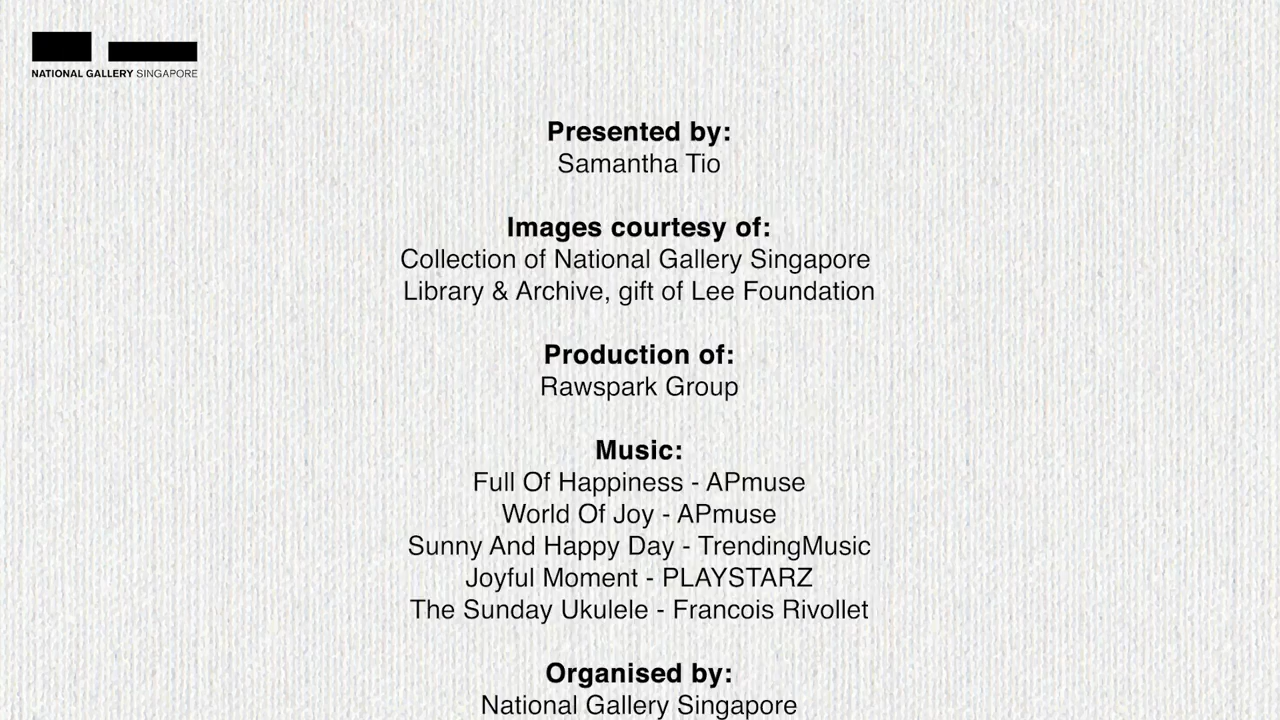 NATIONAL GALLERY SINGAPORE
Presented by:
Samantha Tio
Images courtesy of:
Collection of National Gallery Singapore
Library & Archive, gift of Lee Foundation
Production of:
Rawspark Group
Music:
Full Of Happiness - APmuse
World Of Joy - APmuse
Sunny And Happy Day - TrendingMusic
Joyful Moment - PLAYSTARZ
The Sunday Ukulele - Francois Rivollet
Organised by:
National Gallery Singapore